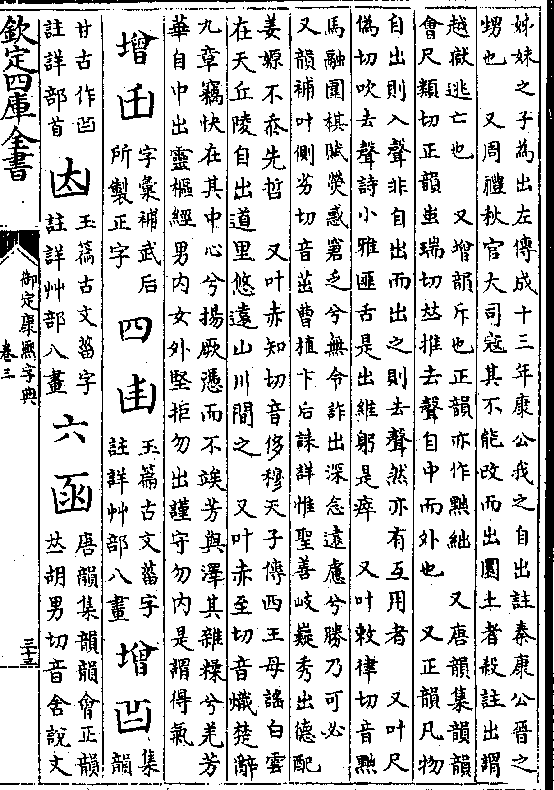 姊妹之子為出左傳成十三年康公我之自出註秦康公晉之
甥也　又周禮秋官大司寇其不能改而出圜土者殺註出謂
越獄逃亡也　又增韻斥也正韻亦作黜絀　又唐韻集韻韻
會尺類切正韻蚩瑞切𠀤推去聲自中而外也　又正韻凡物
自出則入聲非自出而出之則去聲然亦有互用者　又叶尺
偽切吹去聲詩小雅匪舌是出維躬是瘁　又叶敕律切音黜
馬融圍棋賦熒惑窘乏兮無令詐出深念遠慮兮勝乃可必
又韻補叶側劣切音茁曹植卞后誄詳惟聖善岐嶷秀出德配
姜嫄不忝先哲　又叶赤知切音侈穆天子傳西王母謠白雲
在天丘陵自出道里悠遠山川間之　又叶赤至切音熾楚辭
九章竊快在其中心兮揚厥憑而不竢芳與澤其雜糅兮羌芳
華自中出靈樞經男內女外堅拒勿出謹守勿內是謂得氣
增　字彙補武后
所製正字
四　玉篇古文菑字
註詳艸部八畫
增　凹　集
韻
甘古作凹
註詳部首
玉篇古文菑字
註詳艸部八畫
六　函　唐韻集韻韻會正韻
𠀤胡男切音含說文
欽定四庫全書
御定康熙字典
卷三
三十五